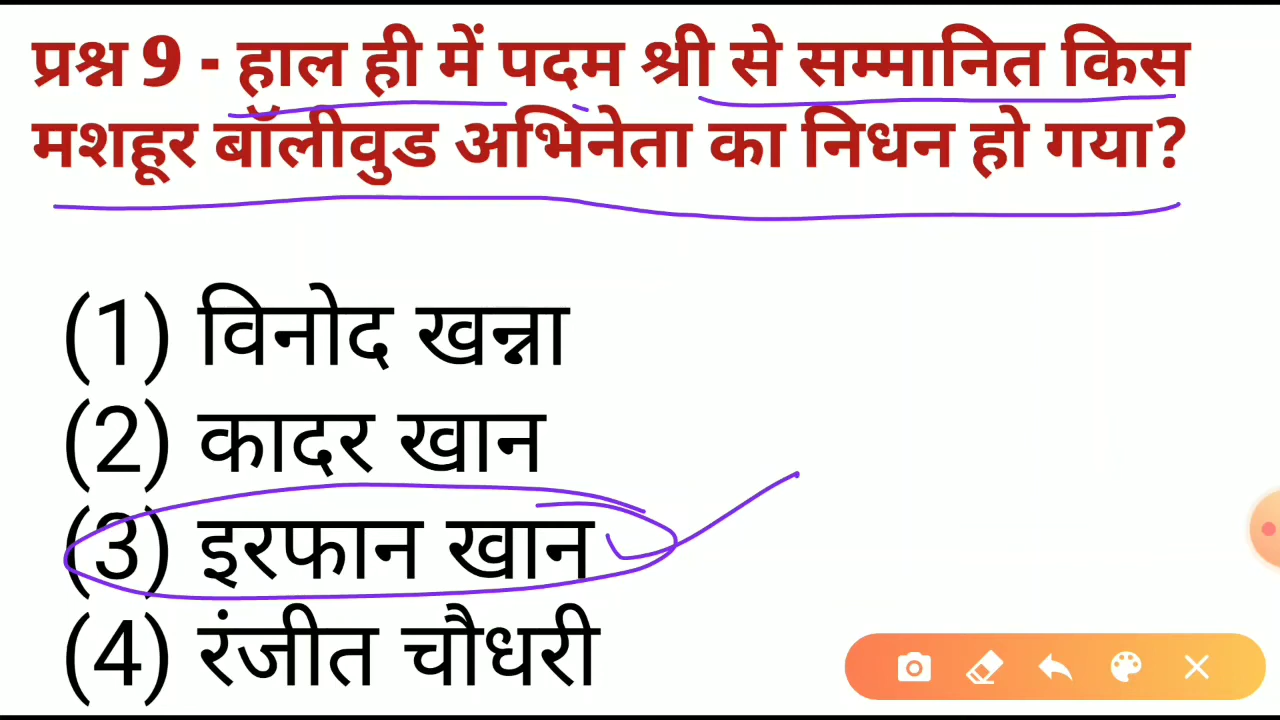 प्रश्न 9 - हाल ही में पदम श्री से सम्मानित किस
मशहूर बॉलीवुड अभिनेता का निधन हो गया?
(1) विनोद खन्ना
(2) कादर खान
(3) इरफान खान
(4) रंजीत चौधरी